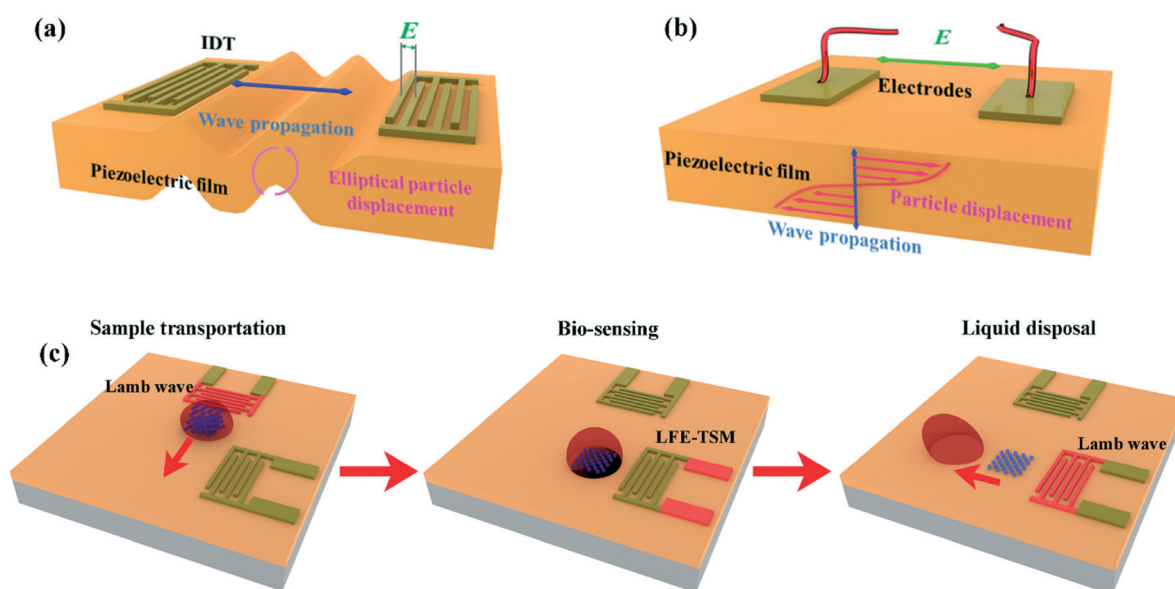 (a)
IDT
E
Wave propagation
Piezoelectric film
Elliptical particle
displacement
(b)
E
Electrodes
Piezoelectric film
Particle displacement
Wave propagation
(c)
Sample transportation
Lamb wave
Bio-sensing
LFE-TSM
Liquid disposal
Lamb wave